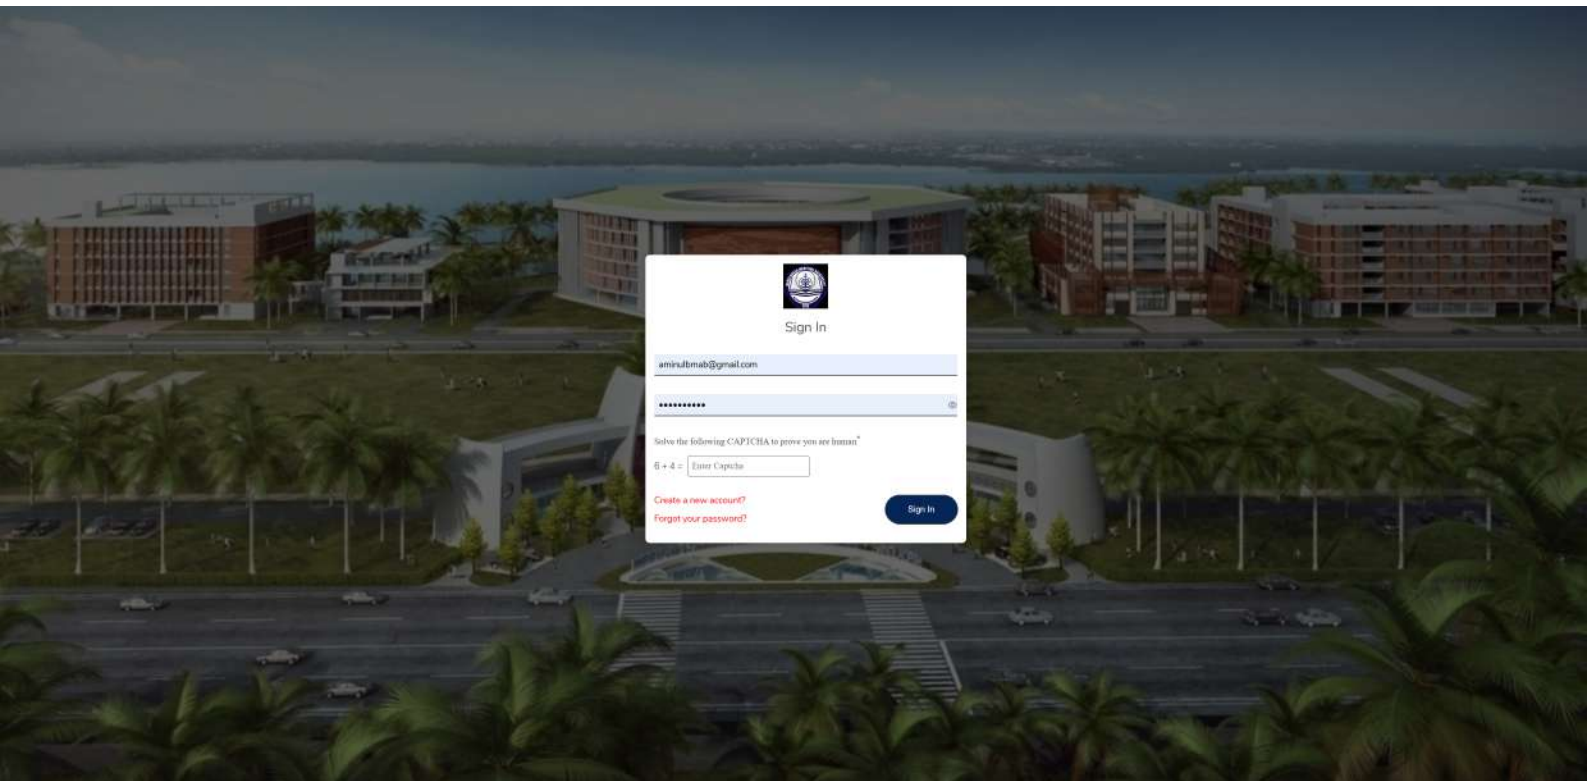 Sign In
aminulbmab@gmail.com
••••••••••
Solve the following CAPTCHA to prove you are human*
6 + 4 = Enter Captcha
Create a new account?
Forgot your password?
Sign In